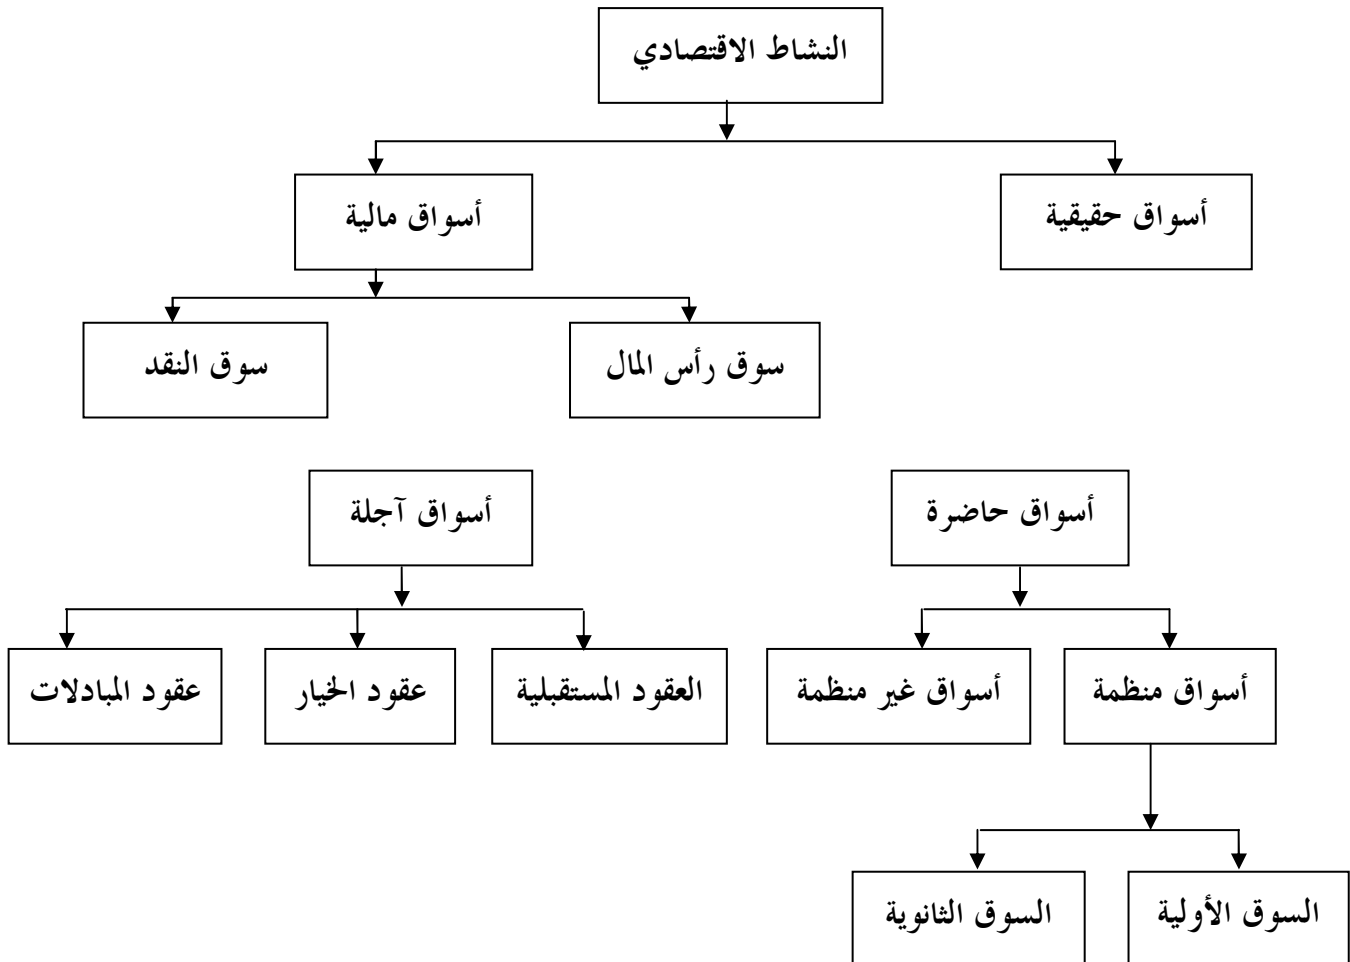 النشاط الاقتصادي
أسواق حقيقية
أسواق مالية
سوق رأس المال
سوق النقد
أسواق حاضرة
أسواق آجلة
أسواق منظمة
أسواق غير منظمة
العقود المستقبلية
عقود الخيار
عقود المبادلات
السوق الأولية
السوق الثانوية